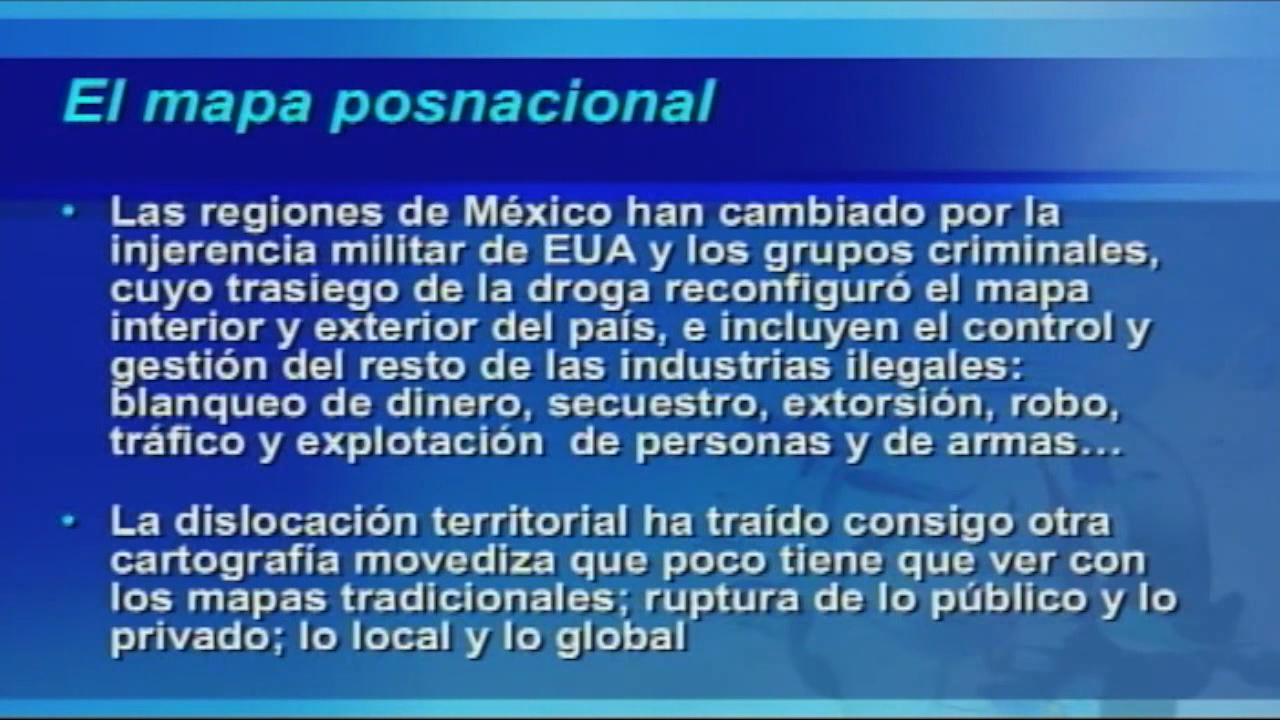 El mapa posnacional
• Las regiones de México han cambiado por la
injerencia militar de EUA y los grupos criminales,
cuyo trasiego de la droga reconfiguró el mapa
interior y exterior del país, e incluyen el control y
gestión del resto de las industrias ilegales:
blanqueo de dinero, secuestro, extorsión, robo,
tráfico y explotación  de personas y de armas...
• La dislocación territorial ha traído consigo otra
cartografía movediza que poco tiene que ver con
los mapas tradicionales; ruptura de lo público y lo
privado; lo local y lo global